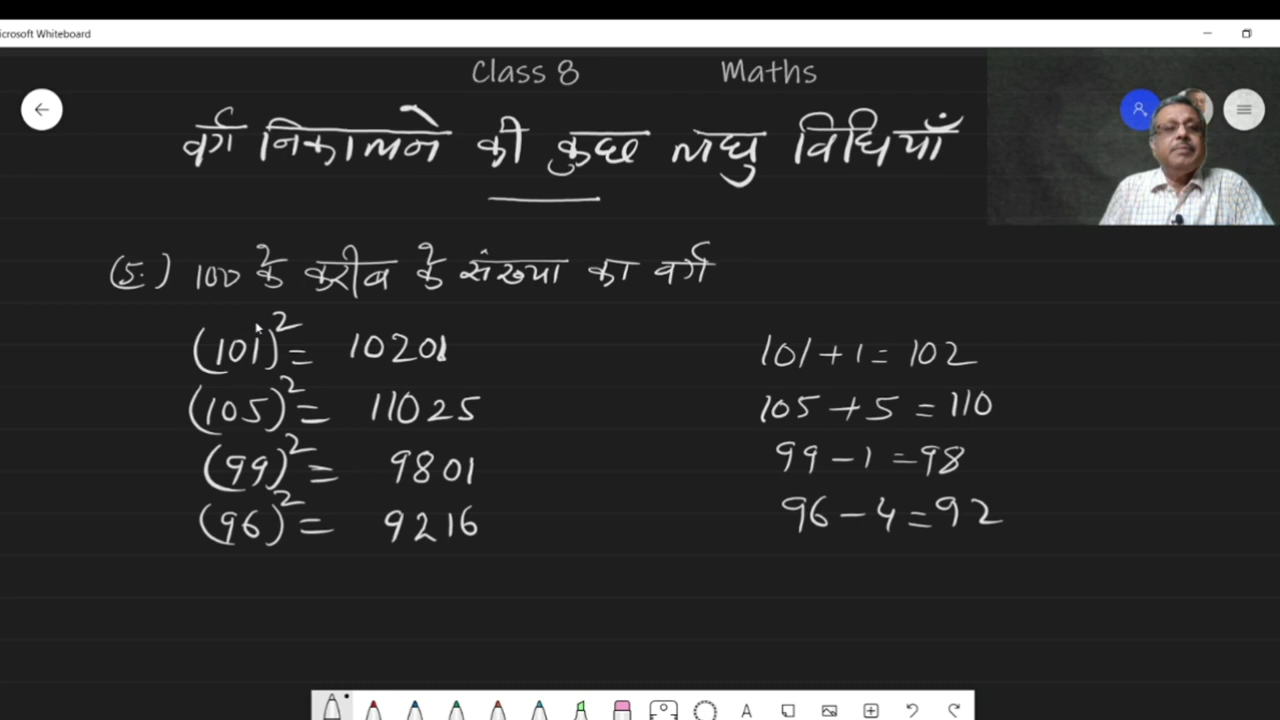 icrosoft Whiteboard
Class 8 Maths
वर्ग निकालने की कुछ लघु विधियाँ
(5.) 100 के करीब के संख्या का वर्ग
(101)² = 10201 101 + 1 = 102
(105)² = 11025 105 + 5 = 110
(99)² = 9801 99 - 1 = 98
(96)² = 9216 96 - 4 = 92
A